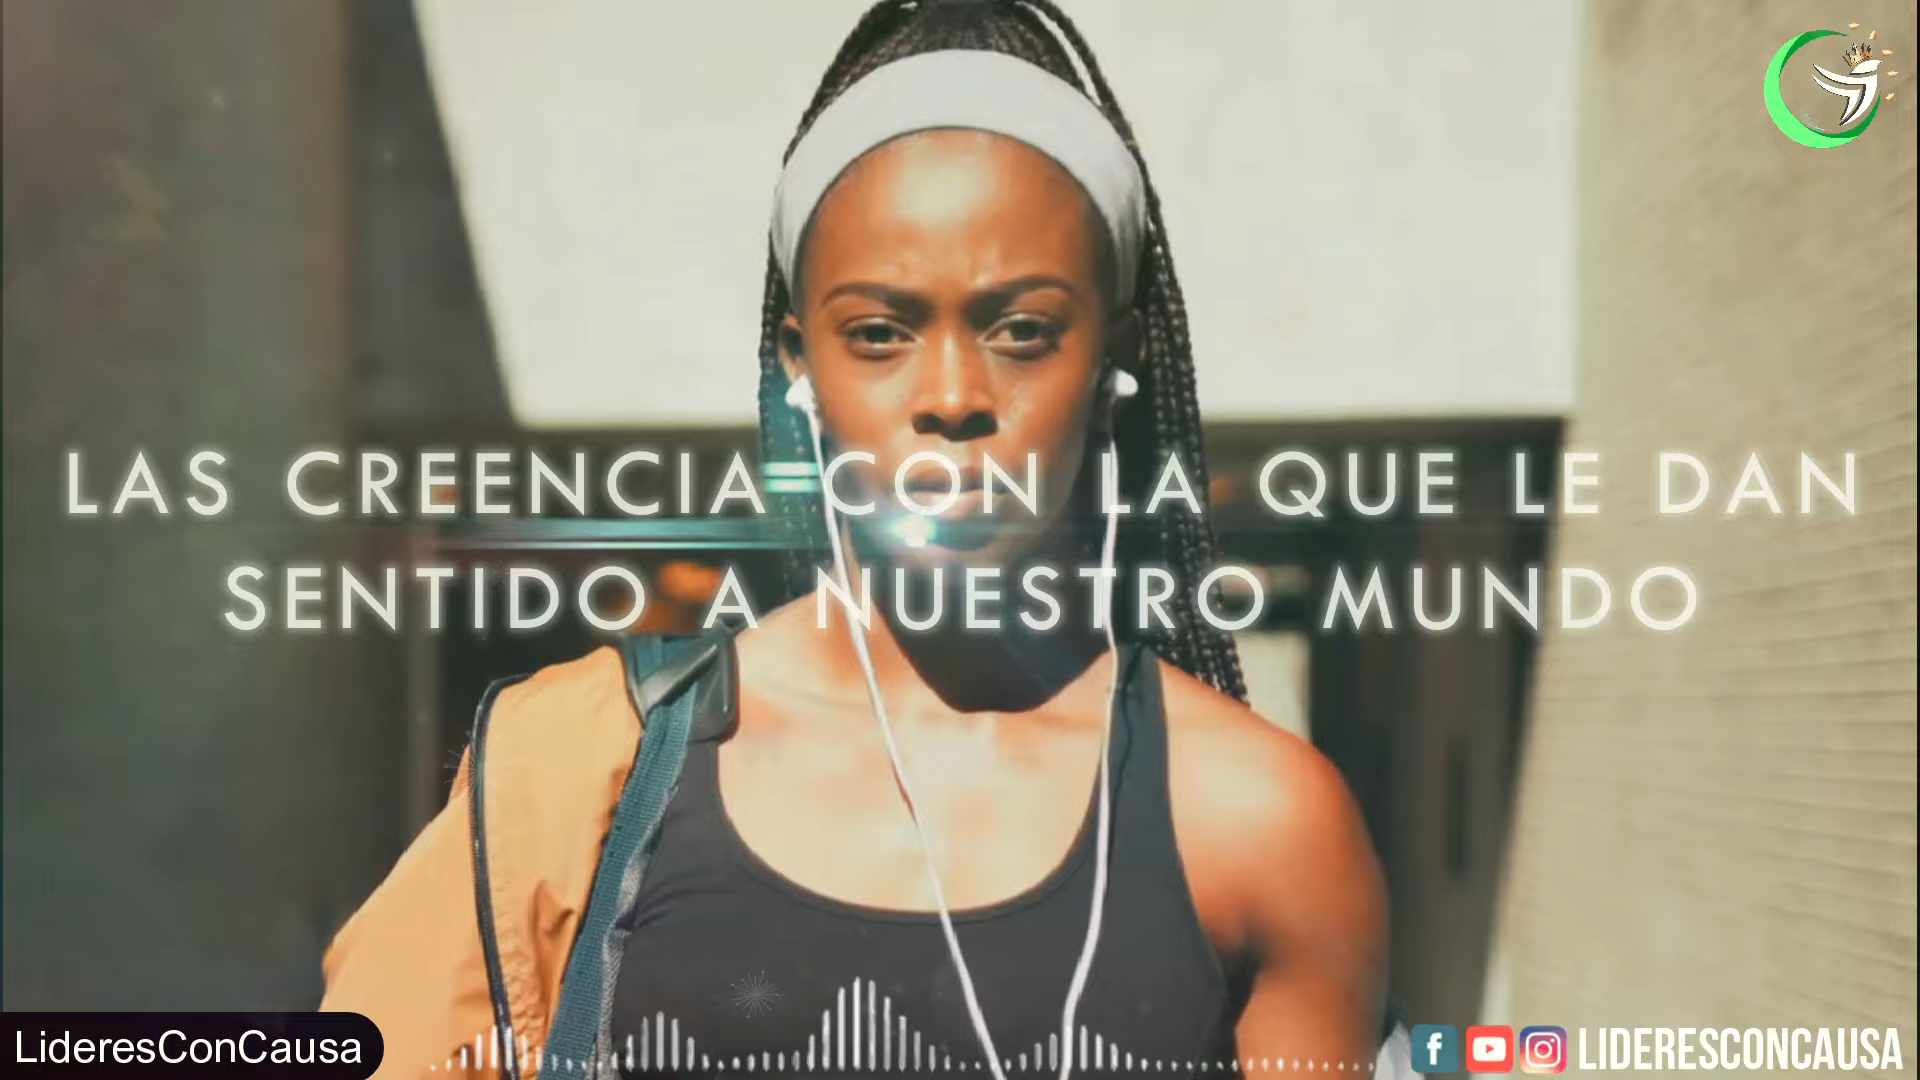 LAS CREENCIA CON LA QUE LE DAN
SENTIDO A NUESTRO MUNDO
LideresConCausa
LIDERESCONCAUSA